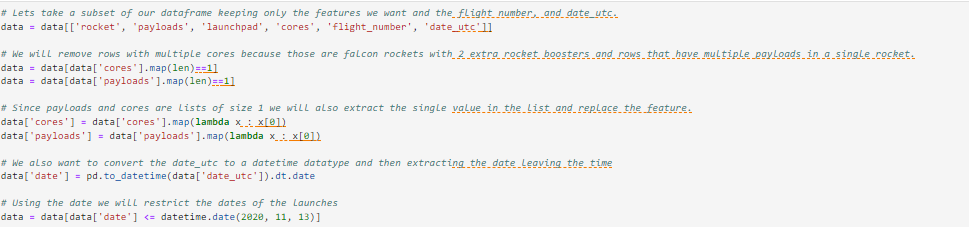 # Lets take a subset of our dataframe keeping only the features we want and the flight number, and date_utc.
data = data[['rocket', 'payloads', 'launchpad', 'cores', 'flight_number', 'date_utc']]
# We will remove rows with multiple cores because those are falcon rockets with 2 extra rocket boosters and rows that have multiple payloads in a single rocket.
data = data[data['cores'].map(len)==1]
data = data[data['payloads'].map(len)==1]
# Since payloads and cores are lists of size 1 we will also extract the single value in the list and replace the feature.
data['cores'] = data['cores'].map(lambda x : x[0])
data['payloads'] = data['payloads'].map(lambda x : x[0])
# We also want to convert the date_utc to a datetime datatype and then extracting the date leaving the time
data['date'] = pd.to_datetime(data['date_utc']).dt.date
# Using the date we will restrict the dates of the launches
data = data[data['date'] <= datetime.date(2020, 11, 13)]